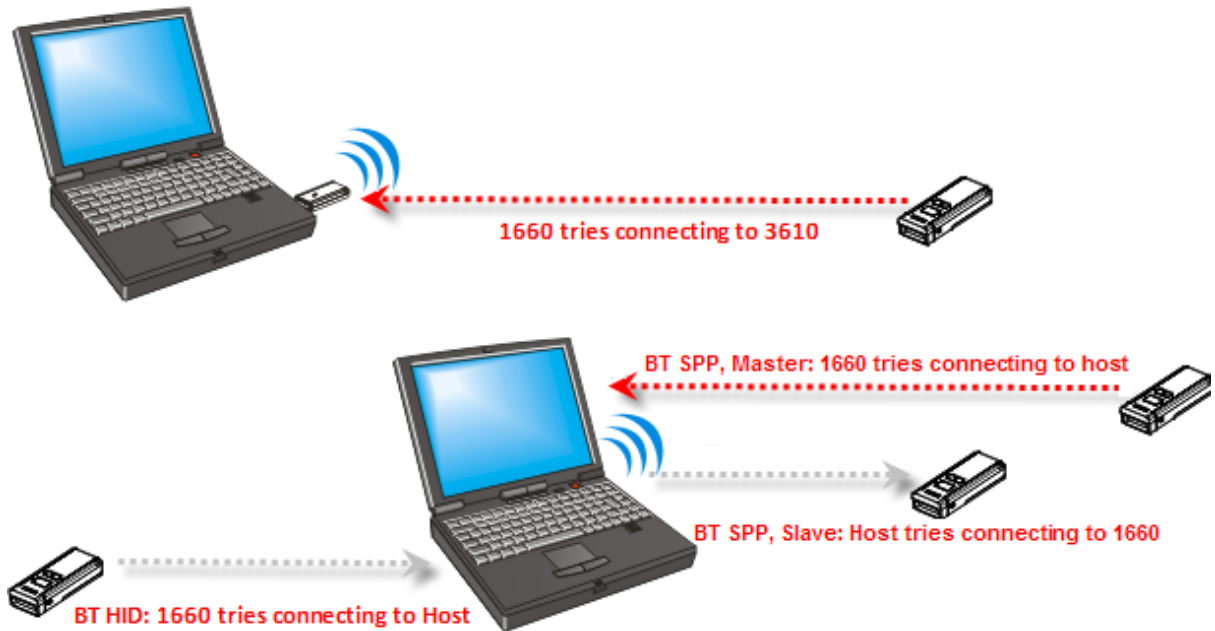 1660 tries connecting to 3610
BT SPP, Master: 1660 tries connecting to host
BT SPP, Slave: Host tries connecting to 1660
BT HID: 1660 tries connecting to Host